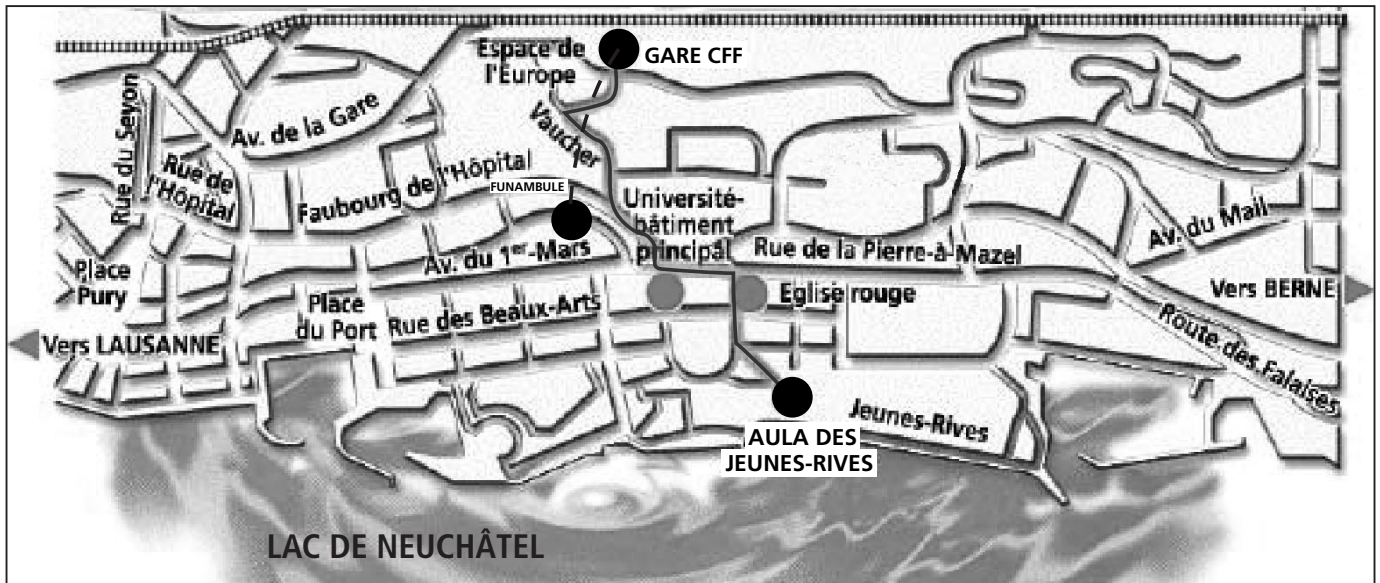 Espace de
l'Europe
GARE CFF
Vaucher
Av. de la Gare
Rue du Seyon
Rue de
l'Hôpital
Faubourg de l'Hôpital
FUNAMBULE
Université-
bâtiment
principal
Av. du 1er-Mars
Rue de la Pierre-à-Mazel
Av. du Mail
Place
Pury
Place
du Port
Rue des Beaux-Arts
Eglise rouge
Vers BERNE
Vers LAUSANNE
Route des Falaises
Jeunes-Rives
AULA DES
JEUNES-RIVES
LAC DE NEUCHÂTEL